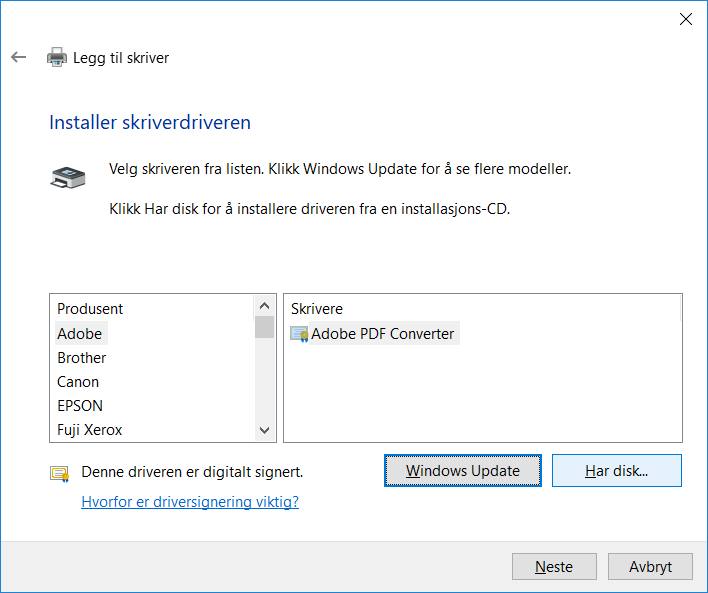 Legg til skriver
Installer skriverdriveren
Velg skriveren fra listen. Klikk Windows Update for å se flere modeller.
Klikk Har disk for å installere driveren fra en installasjons-CD.
Produsent
Adobe
Brother
Canon
EPSON
Fuji Xerox
Skrivere
Adobe PDF Converter
Denne driveren er digitalt signert.
Hvorfor er driversignering viktig?
Windows Update
Har disk...
Neste
Avbryt